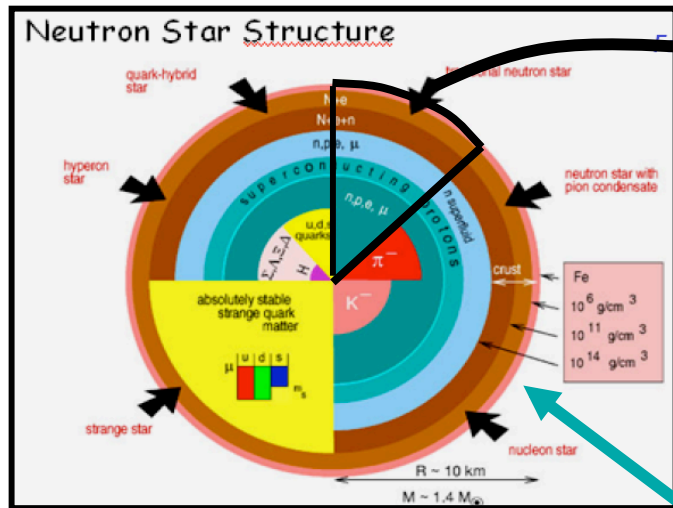 Neutron Star Structure
quark-hybrid
star
neutron star
N+e
N+e+n
n,p,e, μ
superconducting protons
n,p,e, μ
n superfluid
hyperon
star
neutron star with
pion condensate
u,d,s
quarks
Σ,Λ,Ξ,Δ
H
π⁻
K⁻
crust
Fe
10⁶ g/cm³
10¹¹ g/cm³
10¹⁴ g/cm³
absolutely stable
strange quark
matter
u d s
μ
mₛ
strange star
nucleon star
R ~ 10 km
M ~ 1.4 M⊙